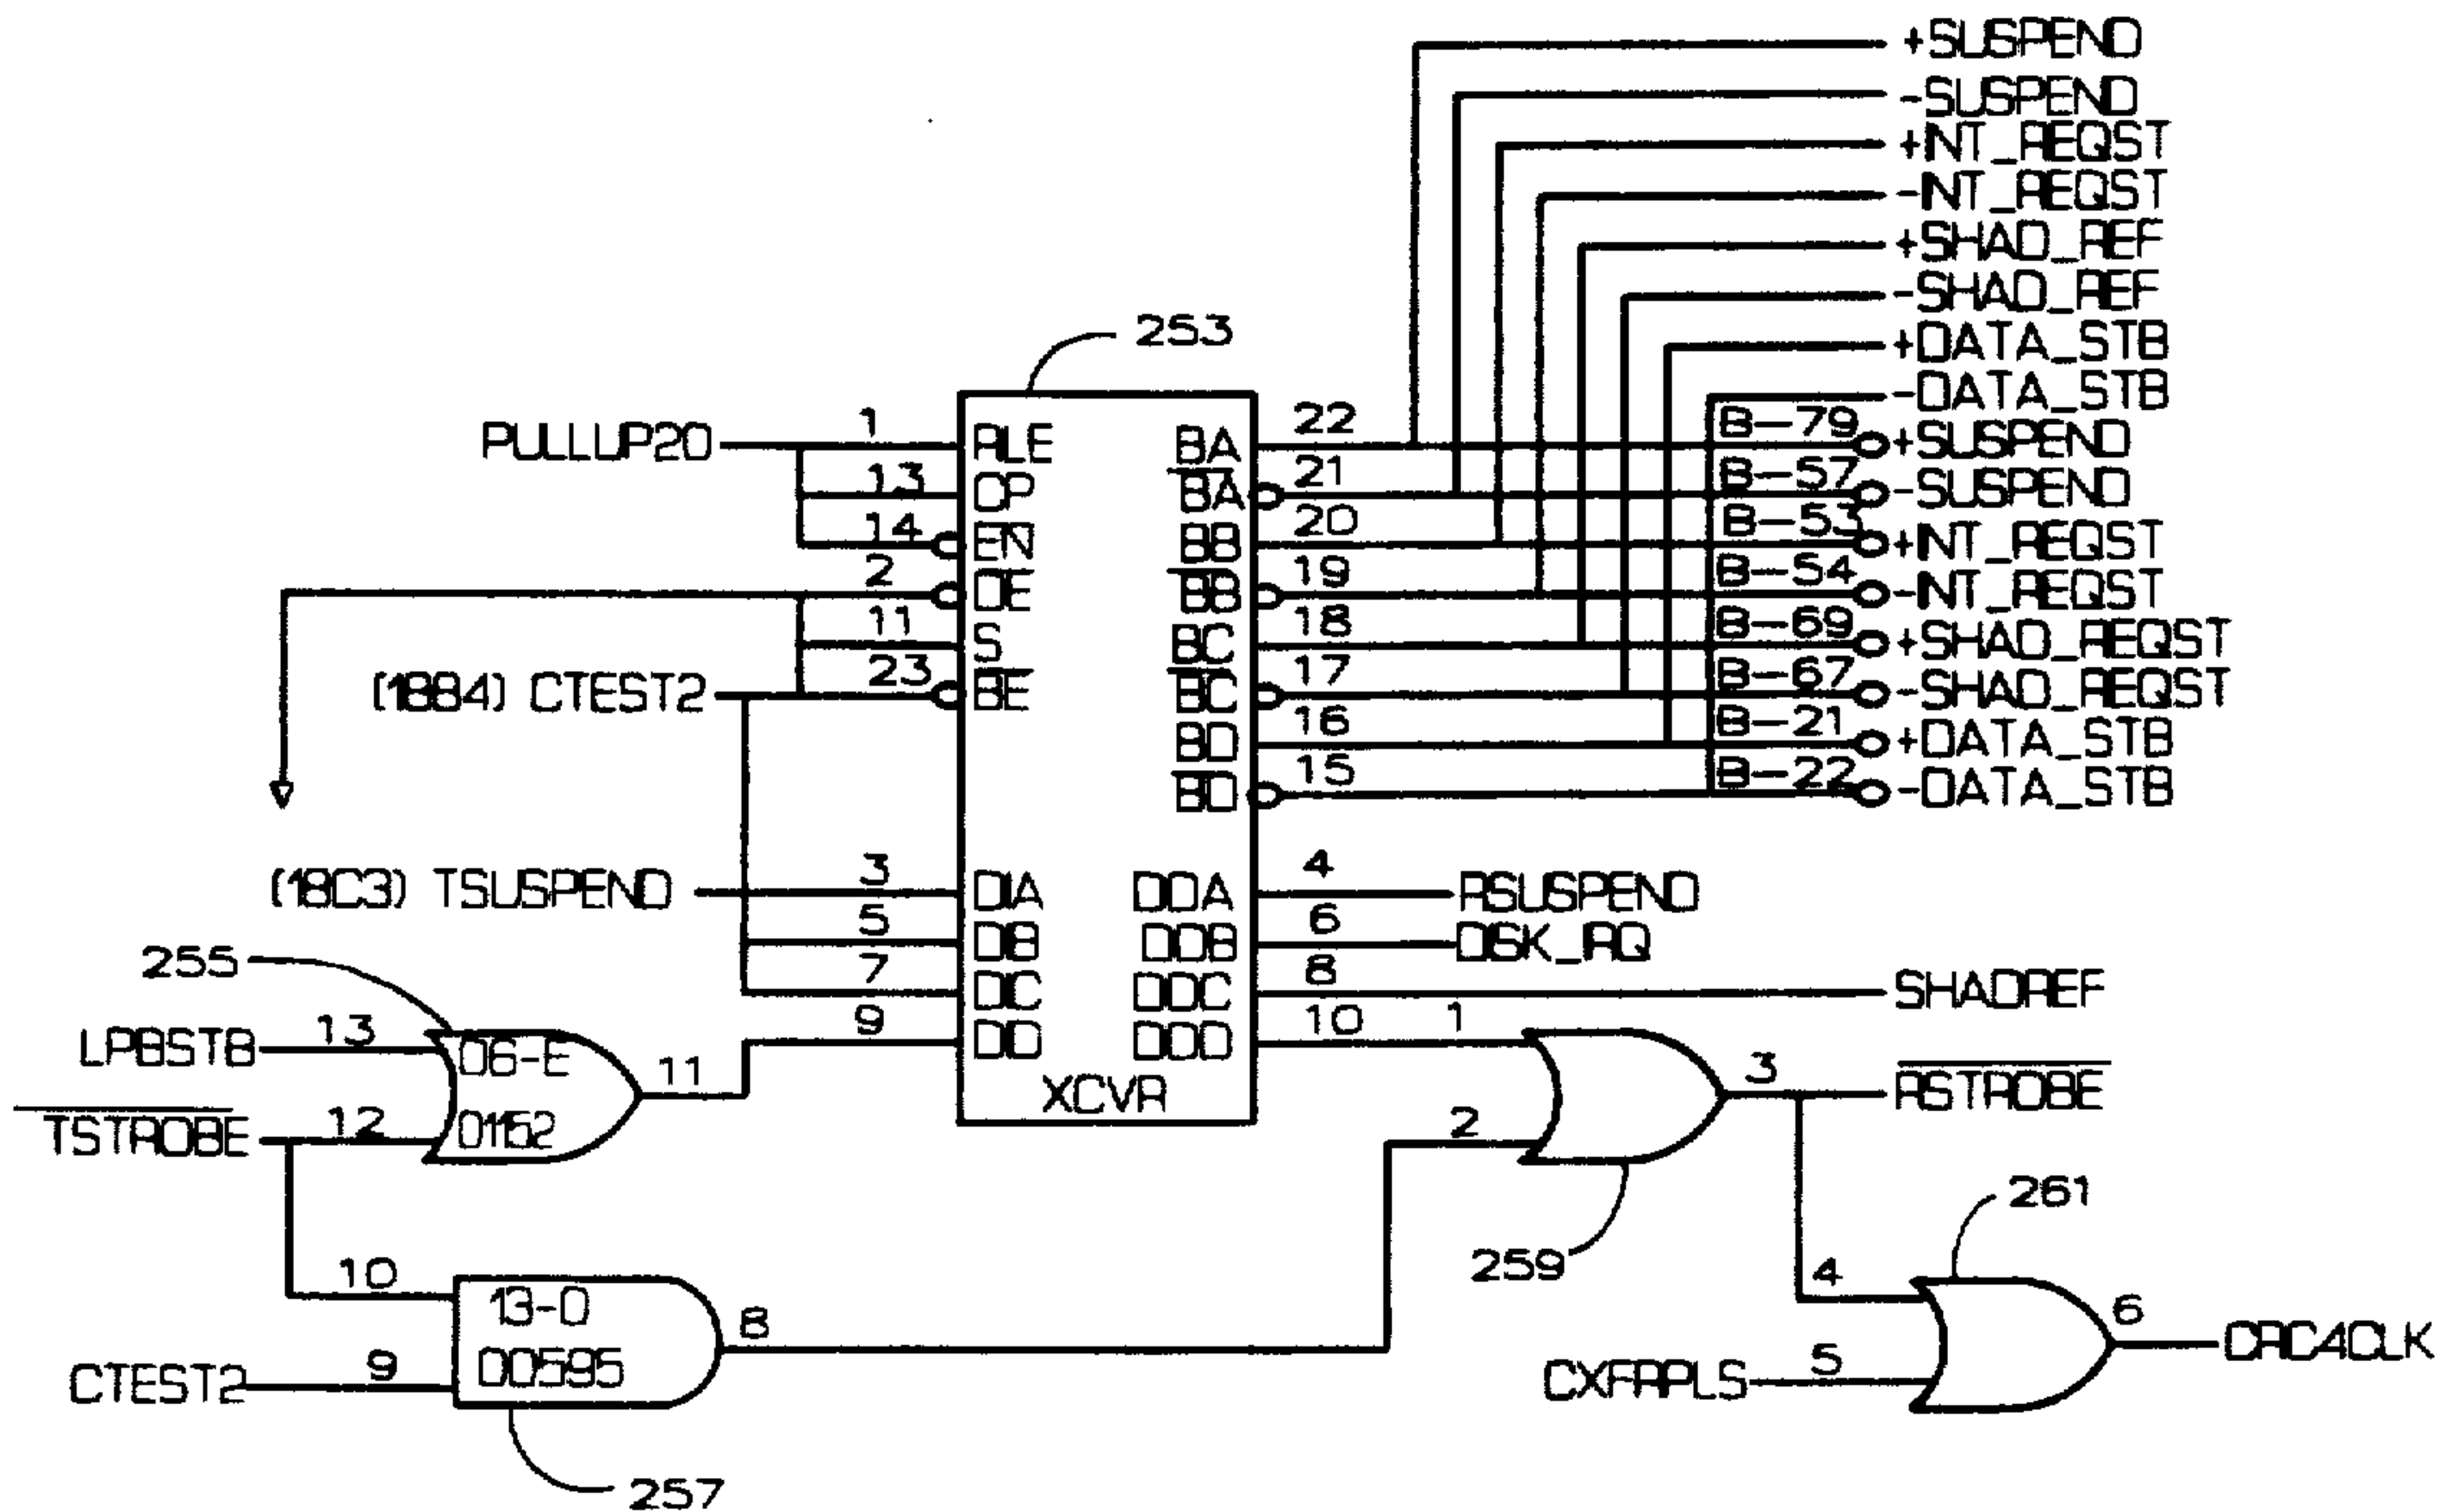 +SUSPEND
-SUSPEND
+INT_REQST
-INT_REQST
+SHAD_REF
-SHAD_REF
+DATA_STB
-DATA_STB
253
PULLUP20 1 RLE BA 22 B-79 +SUSPEND
13 CP BA 21 B-57 -SUSPEND
14 EN BB 20 B-53 +INT_REQST
2 OE BB 19 B-54 -INT_REQST
11 S BC 18 B-69 +SHAD_REQST
(18B4) CTEST2 23 BE BC 17 B-67 -SHAD_REQST
BD 16 B-21 +DATA_STB
BD 15 B-22 -DATA_STB
(18C3) TSUSPEND 3 DIA DOA 4 RSUSPEND
5 DIB DOB 6 DISK_IRQ
7 DIC DOC 8 SHADREF
9 DID DOD 10 1
XCVR
255
LPBSTB 13 06-E 11
TSTROBE 12 01152
2 3 RSTROBE
259
261
10 13-D 8
CTEST2 9 00595
257
4 6 CRC4CLK
CXFRPLS 5